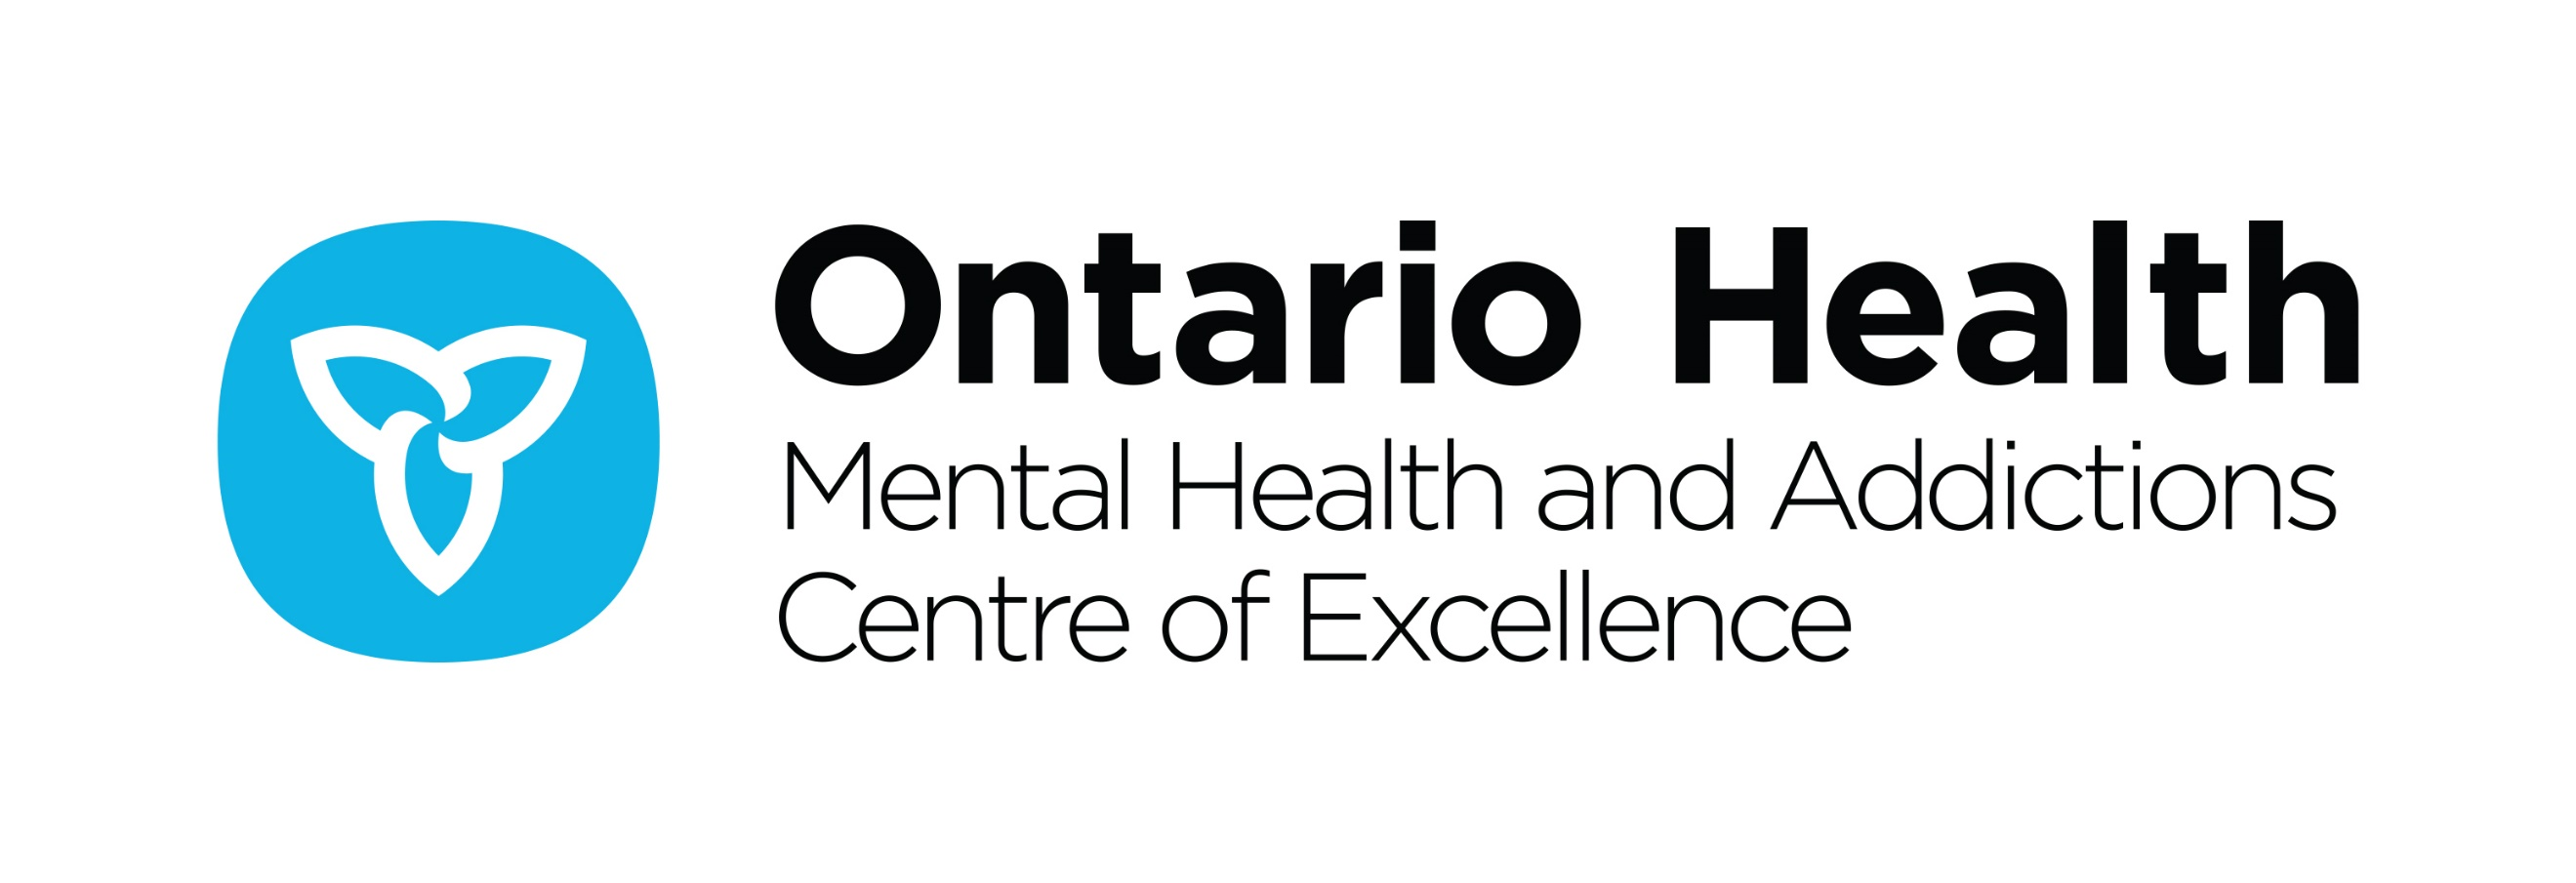 Ontario Health
Mental Health and Addictions
Centre of Excellence